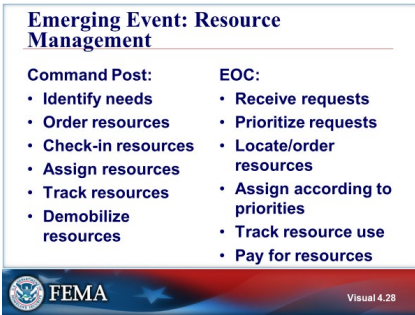 Emerging Event: Resource
Management
Command Post:
• Identify needs
• Order resources
• Check-in resources
• Assign resources
• Track resources
• Demobilize
resources
EOC:
• Receive requests
• Prioritize requests
• Locate/order
resources
• Assign according to
priorities
• Track resource use
• Pay for resources
FEMA
Visual 4.28